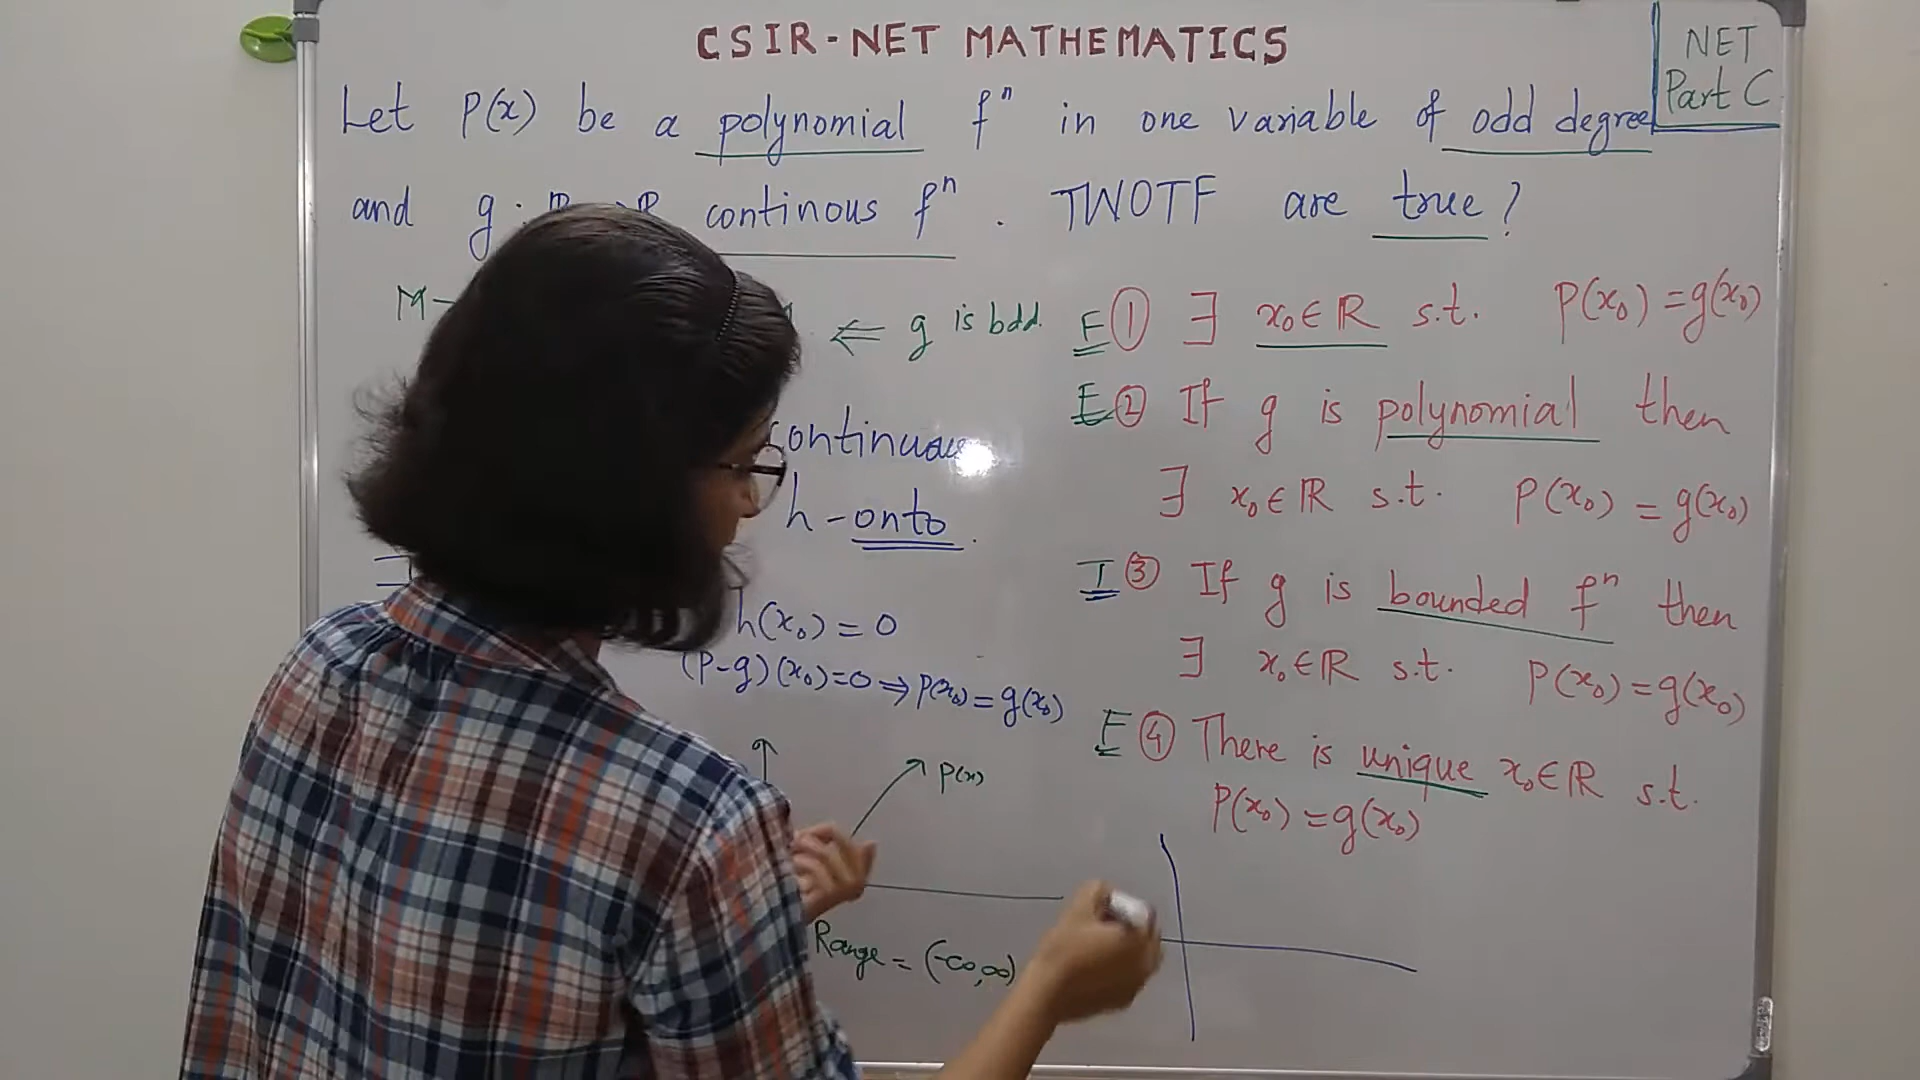 CSIR-NET MATHEMATICS
NET
Part C
Let P(x) be a polynomial fⁿ in one variable of odd degree
and g : ℝ → ℝ continous fⁿ. TWOTF are true?
M
⇐ g is bdd.
continuous
h-onto.
∃
h(x₀) = 0
(P-g)(x₀)=0 ⇒ P(x₀) = g(x₀)
P(x)
Range = (-∞,∞)
F ① ∃ x₀ ∈ ℝ s.t. P(x₀) = g(x₀)
F ② If g is polynomial then
∃ x₀ ∈ ℝ s.t. P(x₀) = g(x₀)
T ③ If g is bounded fⁿ then
∃ x₀ ∈ ℝ s.t. P(x₀) = g(x₀)
F ④ There is unique x₀ ∈ ℝ s.t.
P(x₀) = g(x₀)